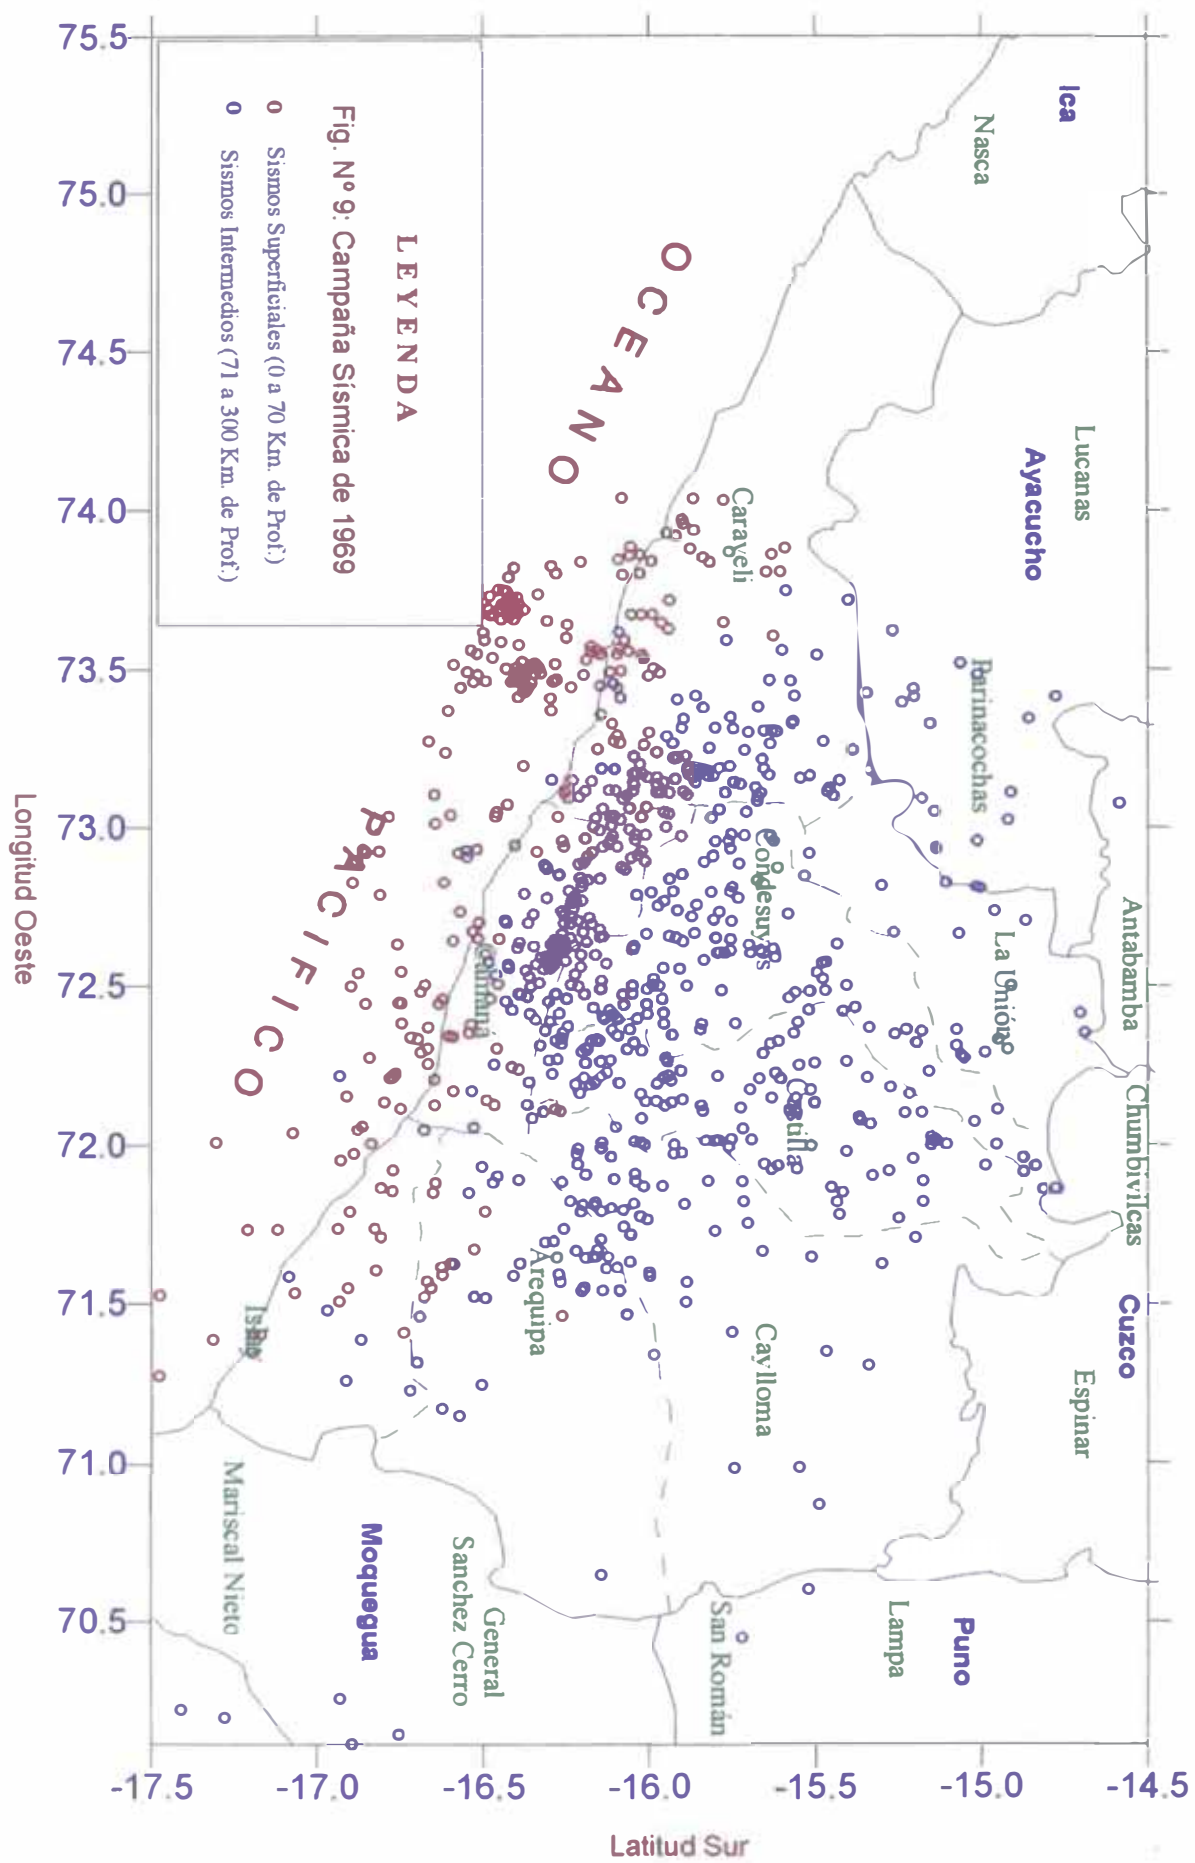 75.5
75.0
74.5
74.0
73.5
73.0
72.5
72.0
71.5
71.0
70.5
Longitud Oeste
-17.5
-17.0
-16.5
-16.0
-15.5
-15.0
-14.5
Latitud Sur
LEYENDA
Fig. Nº 9: Campaña Sísmica de 1969
o Sismos Superficiales (0 a 70 Km. de Prof.)
o Sismos Intermedios (71 a 300 Km. de Prof.)
OCEANO
PACIFICO
Ica
Nasca
Lucanas
Ayacucho
Caraveli
Parinacochas
Condesuyos
La Unión
Antabamba
Camaná
Castilla
Chumbivilcas
Cuzco
Arequipa
Islay
Caylloma
Espinar
Mariscal Nieto
Moquegua
General
Sanchez Cerro
San Román
Lampa
Puno